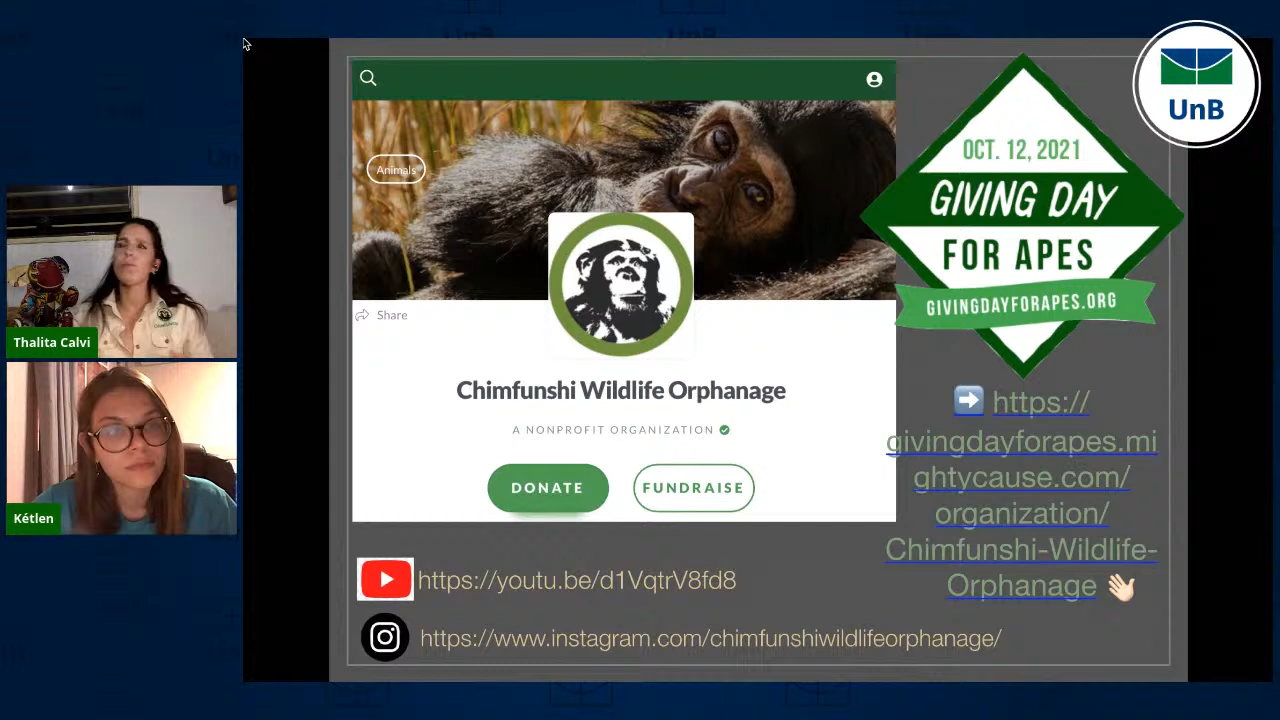 UnB
Thalita Calvi
Kétlen
Animals
Share
Chimfunshi Wildlife Orphanage
A NONPROFIT ORGANIZATION
DONATE
FUNDRAISE
OCT. 12, 2021
GIVING DAY
FOR APES
GIVINGDAYFORAPES.ORG
https://
givingdayforapes.mi
ghtycause.com/
organization/
Chimfunshi-Wildlife-
Orphanage
https://youtu.be/d1VqtrV8fd8
https://www.instagram.com/chimfunshiwildlifeorphanage/